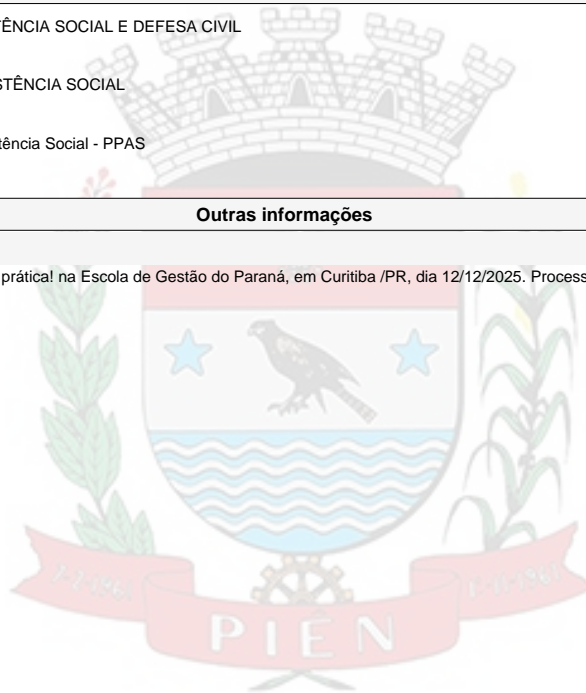 TÊNCIA SOCIAL E DEFESA CIVIL
STÊNCIA SOCIAL
tência Social - PPAS
Outras informações
prática! na Escola de Gestão do Paraná, em Curitiba /PR, dia 12/12/2025. Process
PIÊN